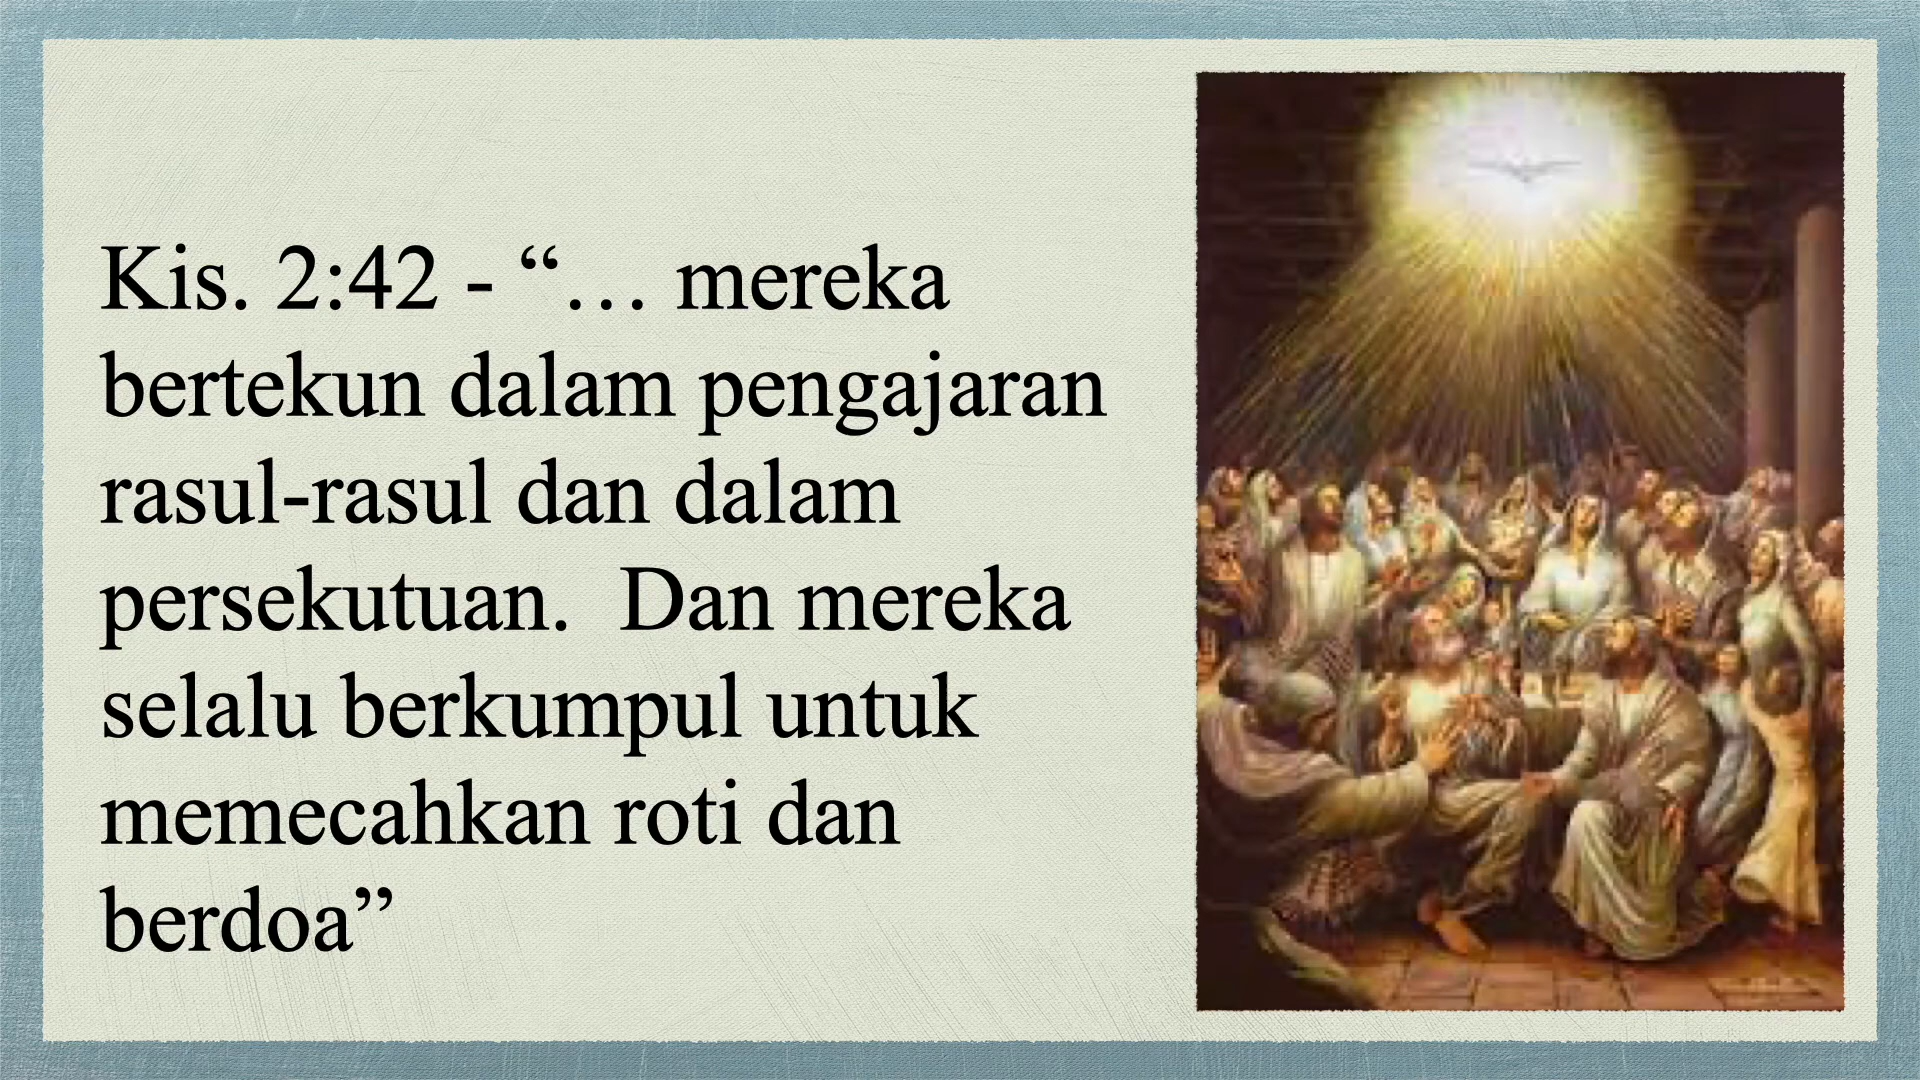 Kis. 2:42 - “… mereka
bertekun dalam pengajaran
rasul-rasul dan dalam
persekutuan.  Dan mereka
selalu berkumpul untuk
memecahkan roti dan
berdoa”